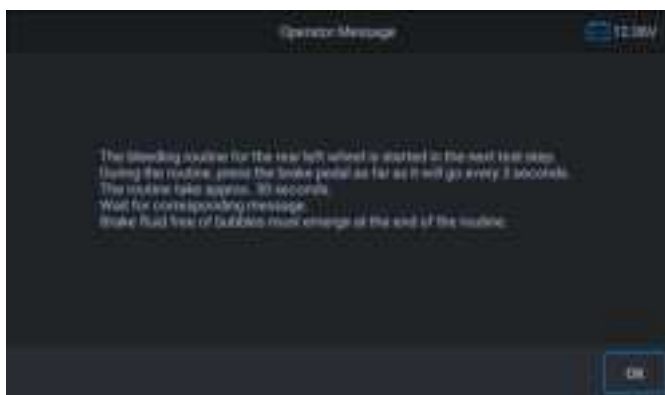 Operator Message
The bleeding routine for the rear left wheel is started in the next test step.
During the routine, press the brake pedal as far as it will go every 3 seconds.
The routine take approx. 30 seconds.
Wait for corresponding message.
Brake fluid free of bubbles must emerge at the end of the routine.
OK